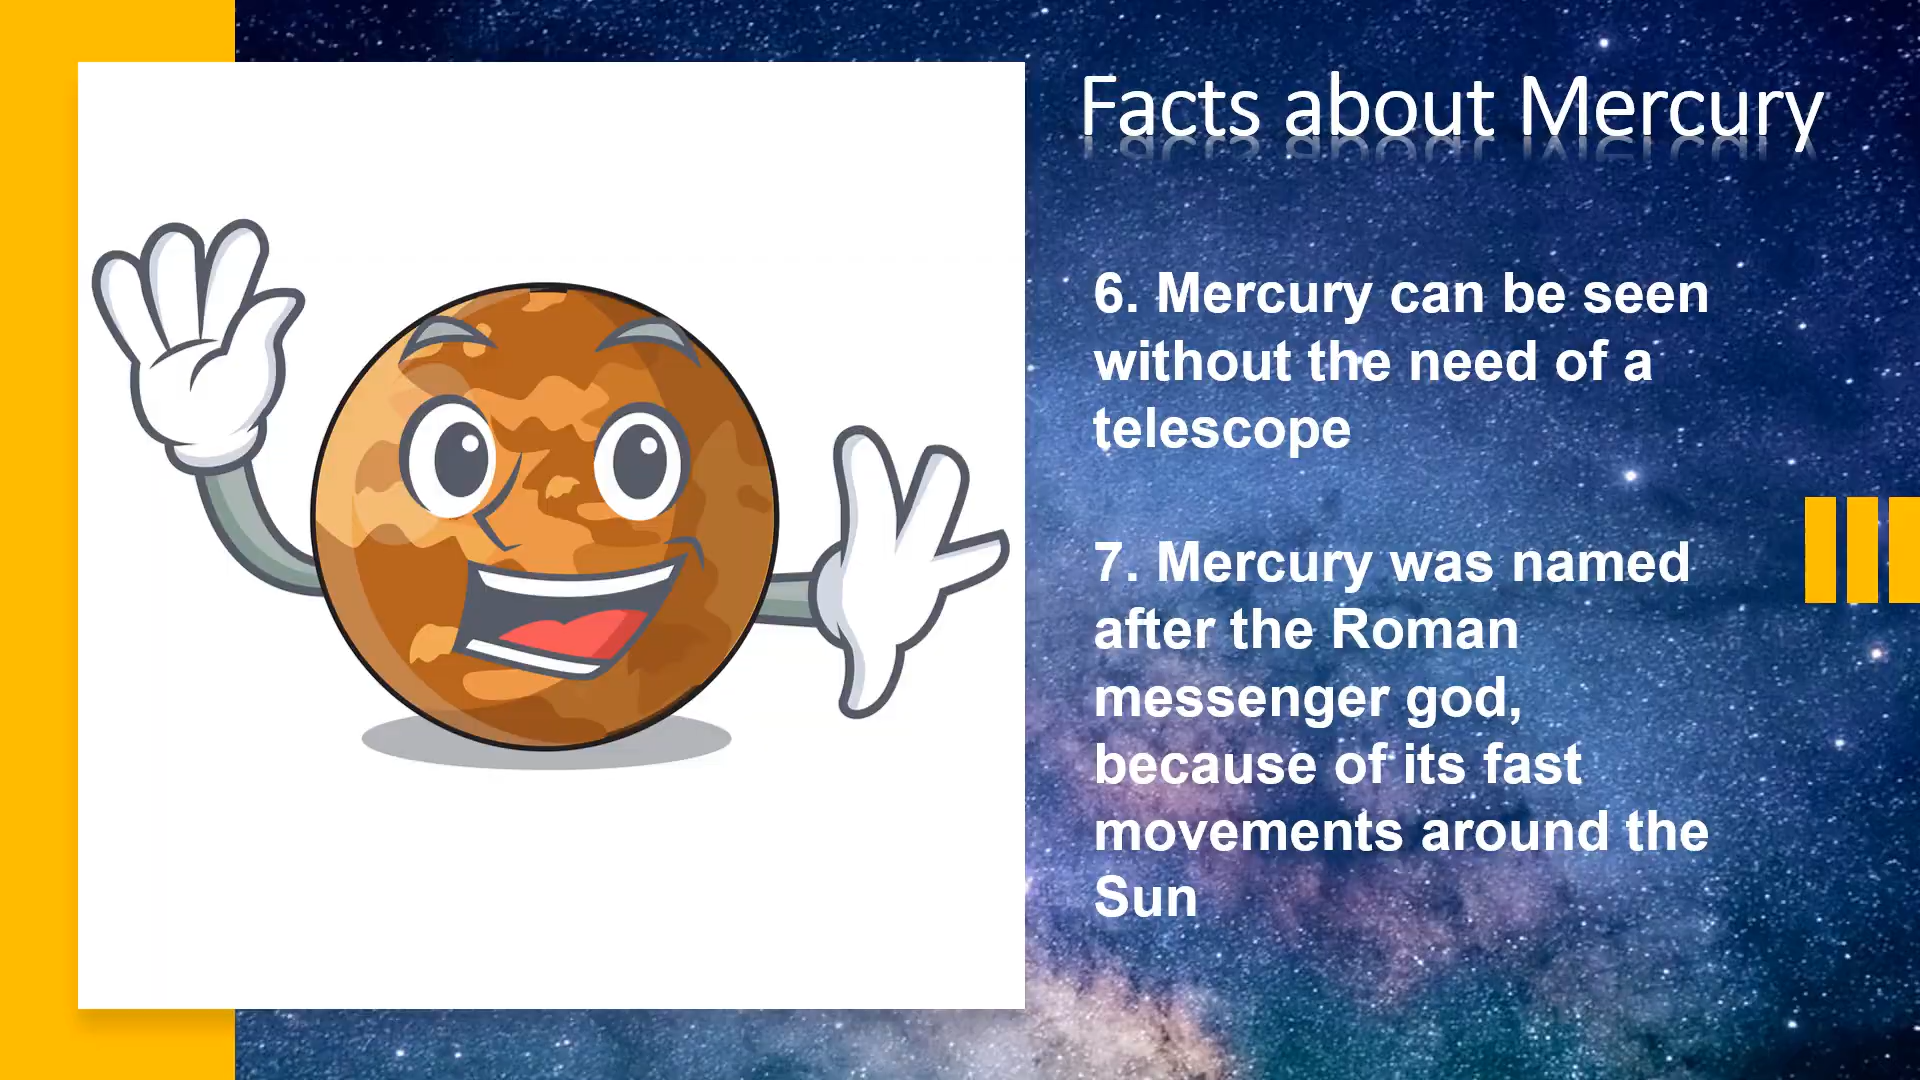 Facts about Mercury
6. Mercury can be seen
without the need of a
telescope
7. Mercury was named
after the Roman
messenger god,
because of its fast
movements around the
Sun